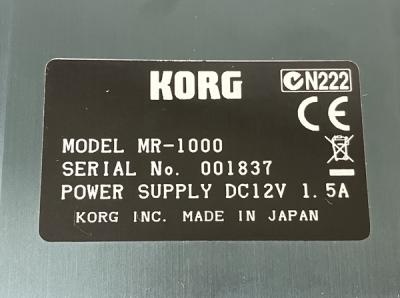 KORG
N222
CE
MODEL MR-1000
SERIAL No. 001837
POWER SUPPLY DC12V 1.5A
KORG INC. MADE IN JAPAN